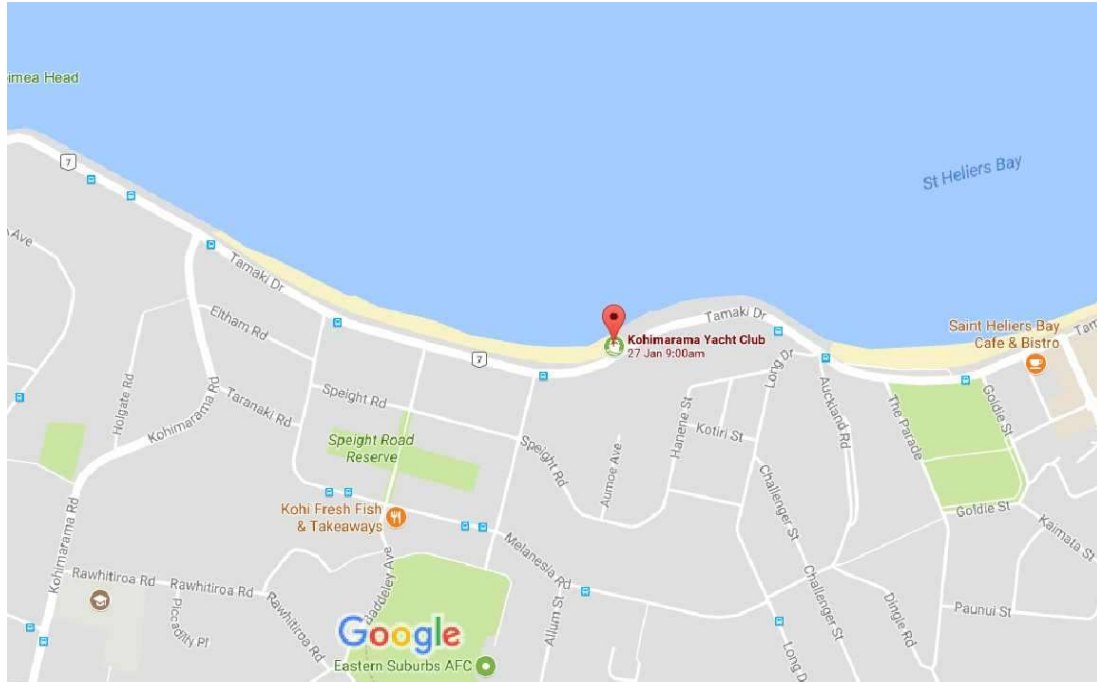 imea Head
St Heliers Bay
7
Ave
Tamaki Dr
Tamaki Dr
Kohimarama Yacht Club
27 Jan 9:00am
Saint Heliers Bay
Cafe & Bistro
Tam
Eltham Rd
7
Long Dr
Auckland Rd
The Parade
Goldie St
Holgate Rd
Kohimarama Rd
Taranaki Rd
Speight Rd
Hanene St
Kotiri St
Speight Road
Reserve
Speight Rd
Aumoe Ave
Challenger St
Kohi Fresh Fish
& Takeaways
Goldie St
Kaimata St
Kohimarama Rd
Melanesia Rd
Rawhitiroa Rd
Rawhitiroa Rd
Rawhitiroa Rd
Piccadilly Pl
addeley Ave
Allum St
Challenger St
Dingle Rd
Paunui St
Google
Eastern Suburbs AFC
Long D